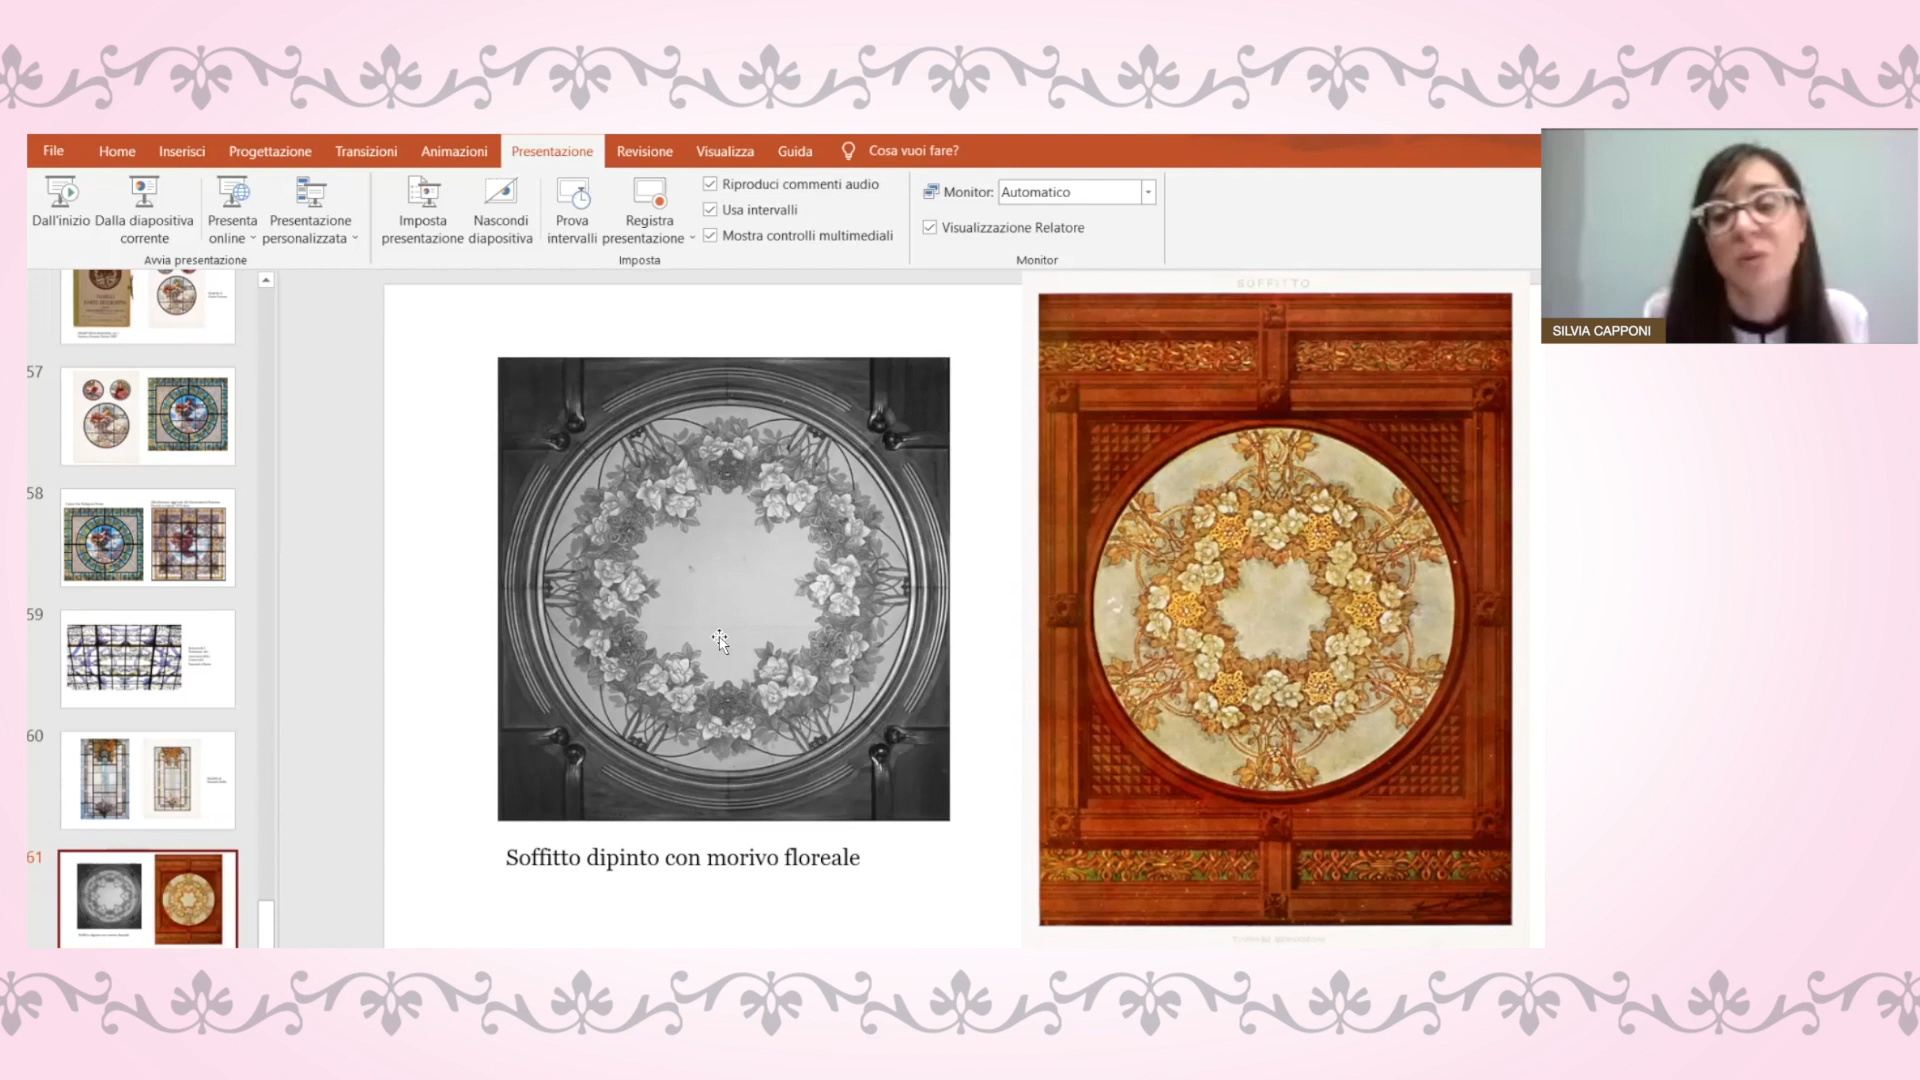 File Home Inserisci Progettazione Transizioni Animazioni Presentazione Revisione Visualizza Guida Cosa vuoi fare?
Dall'inizio
Dalla diapositiva
corrente
Presenta
online
Presentazione
personalizzata
Avvia presentazione
Imposta
presentazione
Nascondi
diapositiva
Prova
intervalli
Registra
presentazione
Riproduci commenti audio
Usa intervalli
Mostra controlli multimediali
Imposta
Monitor: Automatico
Visualizzazione Relatore
Monitor
SILVIA CAPPONI
57
58
59
60
61
SOFFITTO
Soffitto dipinto con morivo floreale